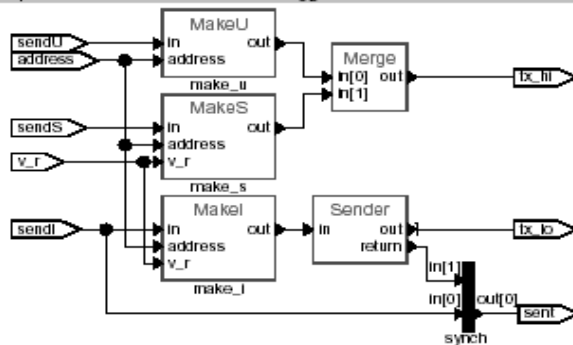 MakeU
sendU in out
address address
make_u
Merge
in[0] out tx_hi
in[1]
MakeS
sendS in out
address
v_r v_r
make_s
MakeI Sender
sendI in out in out tx_lo
address return
v_r
make_i
in[1]
in[0] out[0]
sent
synch